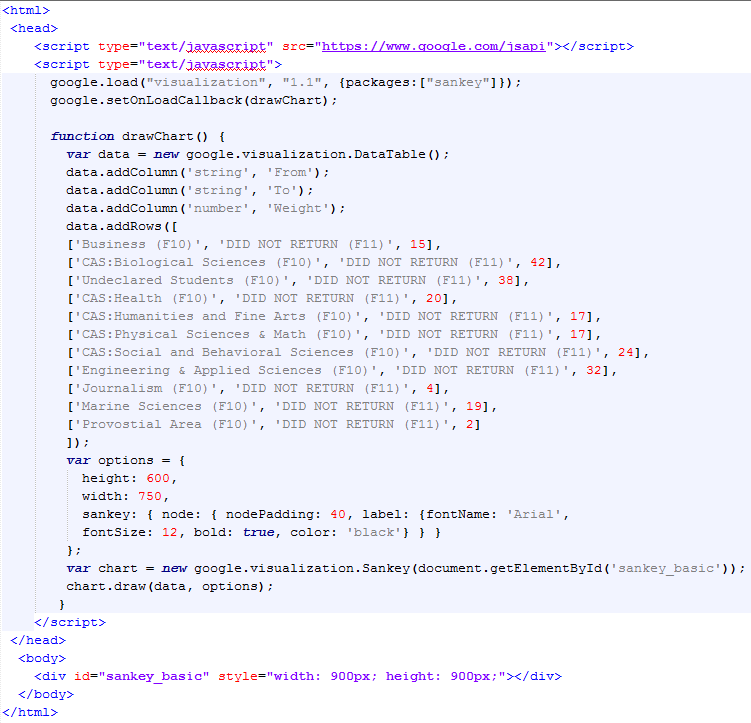 <html>
<head>
<script type="text/javascript" src="https://www.google.com/jsapi"></script>
<script type="text/javascript">
google.load("visualization", "1.1", {packages:["sankey"]});
google.setOnLoadCallback(drawChart);
function drawChart() {
var data = new google.visualization.DataTable();
data.addColumn('string', 'From');
data.addColumn('string', 'To');
data.addColumn('number', 'Weight');
data.addRows([
['Business (F10)', 'DID NOT RETURN (F11)', 15],
['CAS:Biological Sciences (F10)', 'DID NOT RETURN (F11)', 42],
['Undeclared Students (F10)', 'DID NOT RETURN (F11)', 38],
['CAS:Health (F10)', 'DID NOT RETURN (F11)', 20],
['CAS:Humanities and Fine Arts (F10)', 'DID NOT RETURN (F11)', 17],
['CAS:Physical Sciences & Math (F10)', 'DID NOT RETURN (F11)', 17],
['CAS:Social and Behavioral Sciences (F10)', 'DID NOT RETURN (F11)', 24],
['Engineering & Applied Sciences (F10)', 'DID NOT RETURN (F11)', 32],
['Journalism (F10)', 'DID NOT RETURN (F11)', 4],
['Marine Sciences (F10)', 'DID NOT RETURN (F11)', 19],
['Provostial Area (F10)', 'DID NOT RETURN (F11)', 2]
]);
var options = {
height: 600,
width: 750,
sankey: { node: { nodePadding: 40, label: {fontName: 'Arial',
fontSize: 12, bold: true, color: 'black'} } }
};
var chart = new google.visualization.Sankey(document.getElementById('sankey_basic'));
chart.draw(data, options);
}
</script>
</head>
<body>
<div id="sankey_basic" style="width: 900px; height: 900px;"></div>
</body>
</html>